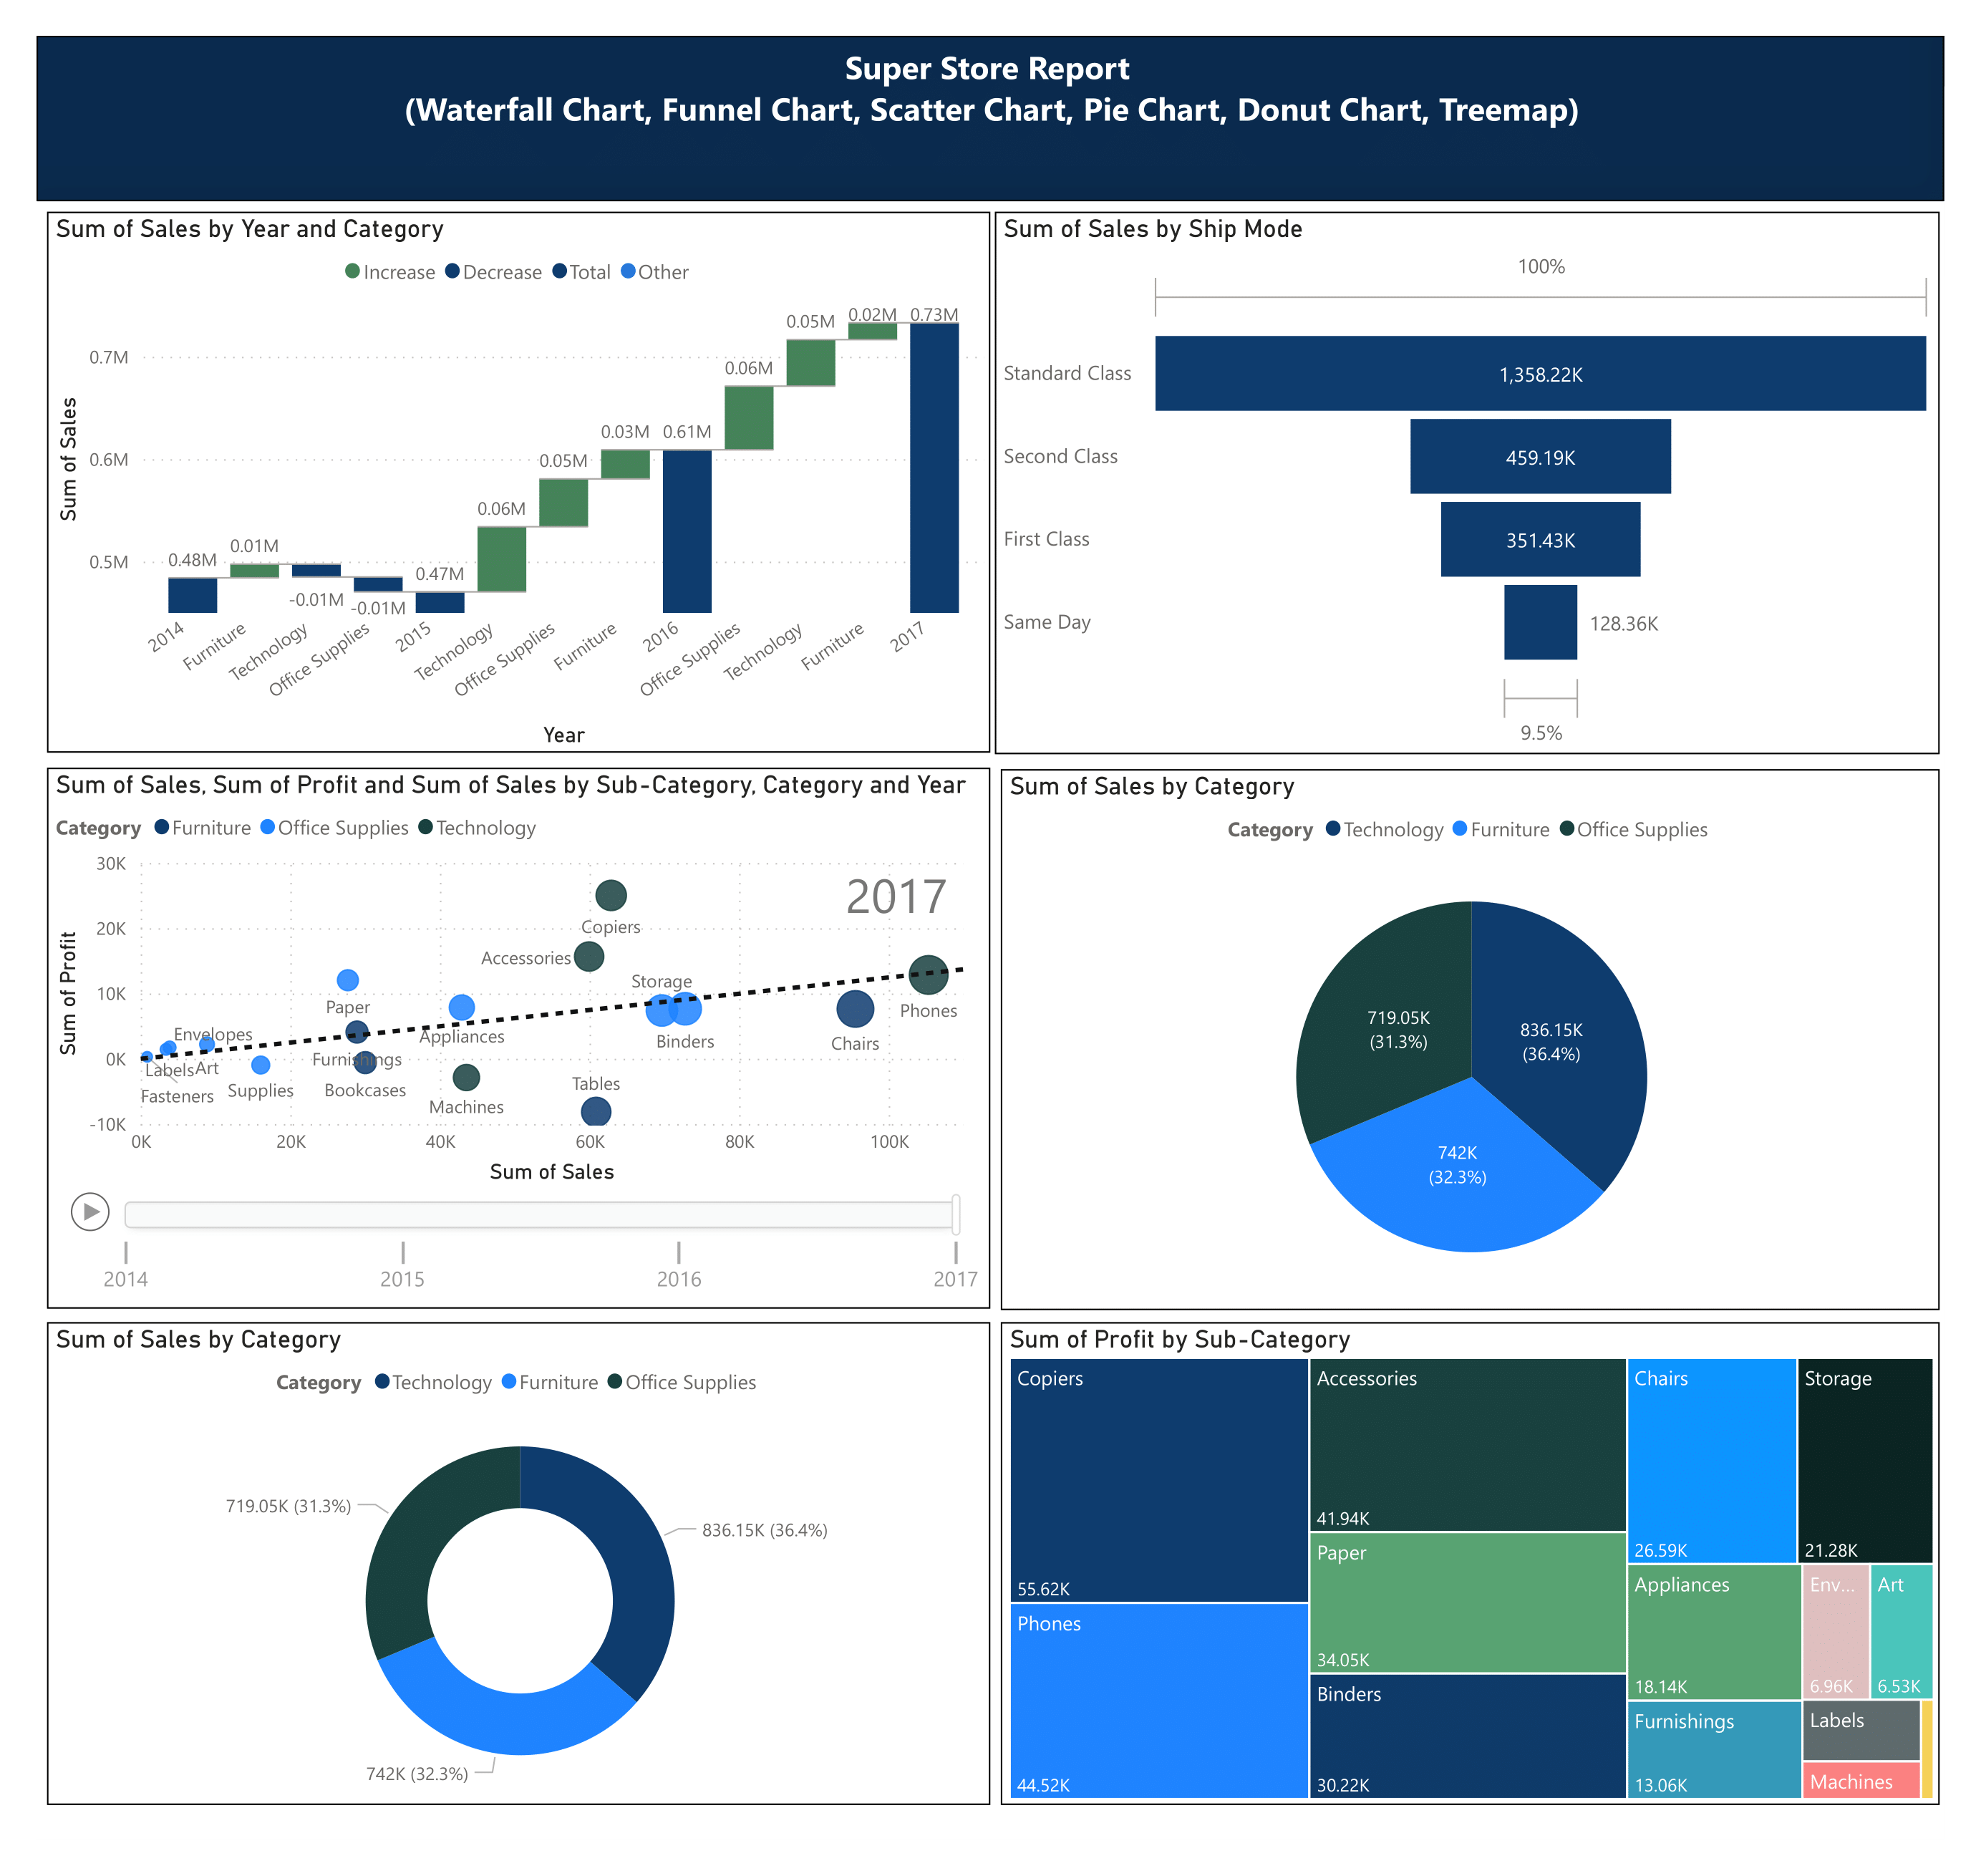 Super Store Report
(Waterfall Chart, Funnel Chart, Scatter Chart, Pie Chart, Donut Chart, Treemap)
Sum of Sales by Year and Category
Increase Decrease Total Other
Sum of Sales
0.7M
0.6M
0.5M
0.48M
0.01M
-0.01M
-0.01M
0.47M
0.06M
0.05M
0.03M
0.61M
0.06M
0.05M
0.02M
0.73M
2014
Furniture
Technology
Office Supplies
2015
Technology
Office Supplies
Furniture
2016
Office Supplies
Technology
Furniture
2017
Year
Sum of Sales by Ship Mode
100%
Standard Class 1,358.22K
Second Class 459.19K
First Class 351.43K
Same Day 128.36K
9.5%
Sum of Sales, Sum of Profit and Sum of Sales by Sub-Category, Category and Year
Category Furniture Office Supplies Technology
Sum of Profit
30K
20K
10K
0K
-10K
2017
Copiers
Accessories
Storage
Paper
Phones
Envelopes
Appliances
Binders
Chairs
Furnishings
Labels
Art
Fasteners
Supplies
Bookcases
Tables
Machines
0K 20K 40K 60K 80K 100K
Sum of Sales
2014 2015 2016 2017
Sum of Sales by Category
Category Technology Furniture Office Supplies
719.05K
(31.3%)
836.15K
(36.4%)
742K
(32.3%)
Sum of Sales by Category
Category Technology Furniture Office Supplies
719.05K (31.3%)
836.15K (36.4%)
742K (32.3%)
Sum of Profit by Sub-Category
Copiers
55.62K
Phones
44.52K
Accessories
41.94K
Paper
34.05K
Binders
30.22K
Chairs
26.59K
Storage
21.28K
Appliances
18.14K
Env...
6.96K
Art
6.53K
Furnishings
13.06K
Labels
Machines